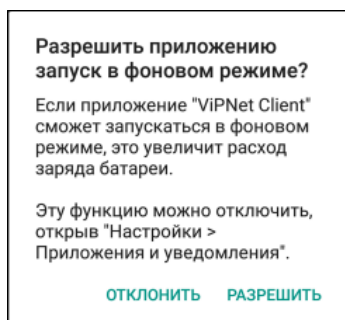 Разрешить приложению
запуск в фоновом режиме?
Если приложение "ViPNet Client"
сможет запускаться в фоновом
режиме, это увеличит расход
заряда батареи.
Эту функцию можно отключить,
открыв "Настройки >
Приложения и уведомления".
ОТКЛОНИТЬ РАЗРЕШИТЬ